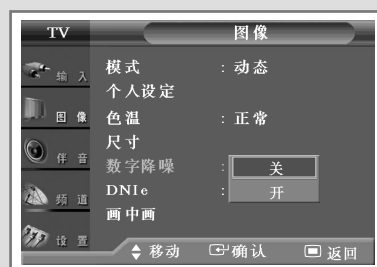 TV 图像
输入 模式 : 动态
个人设定
图像 色温 : 正常
尺寸
伴音 数字降噪 : 关
DNIe : 开
频道 画中画
设置 移动 确认 返回